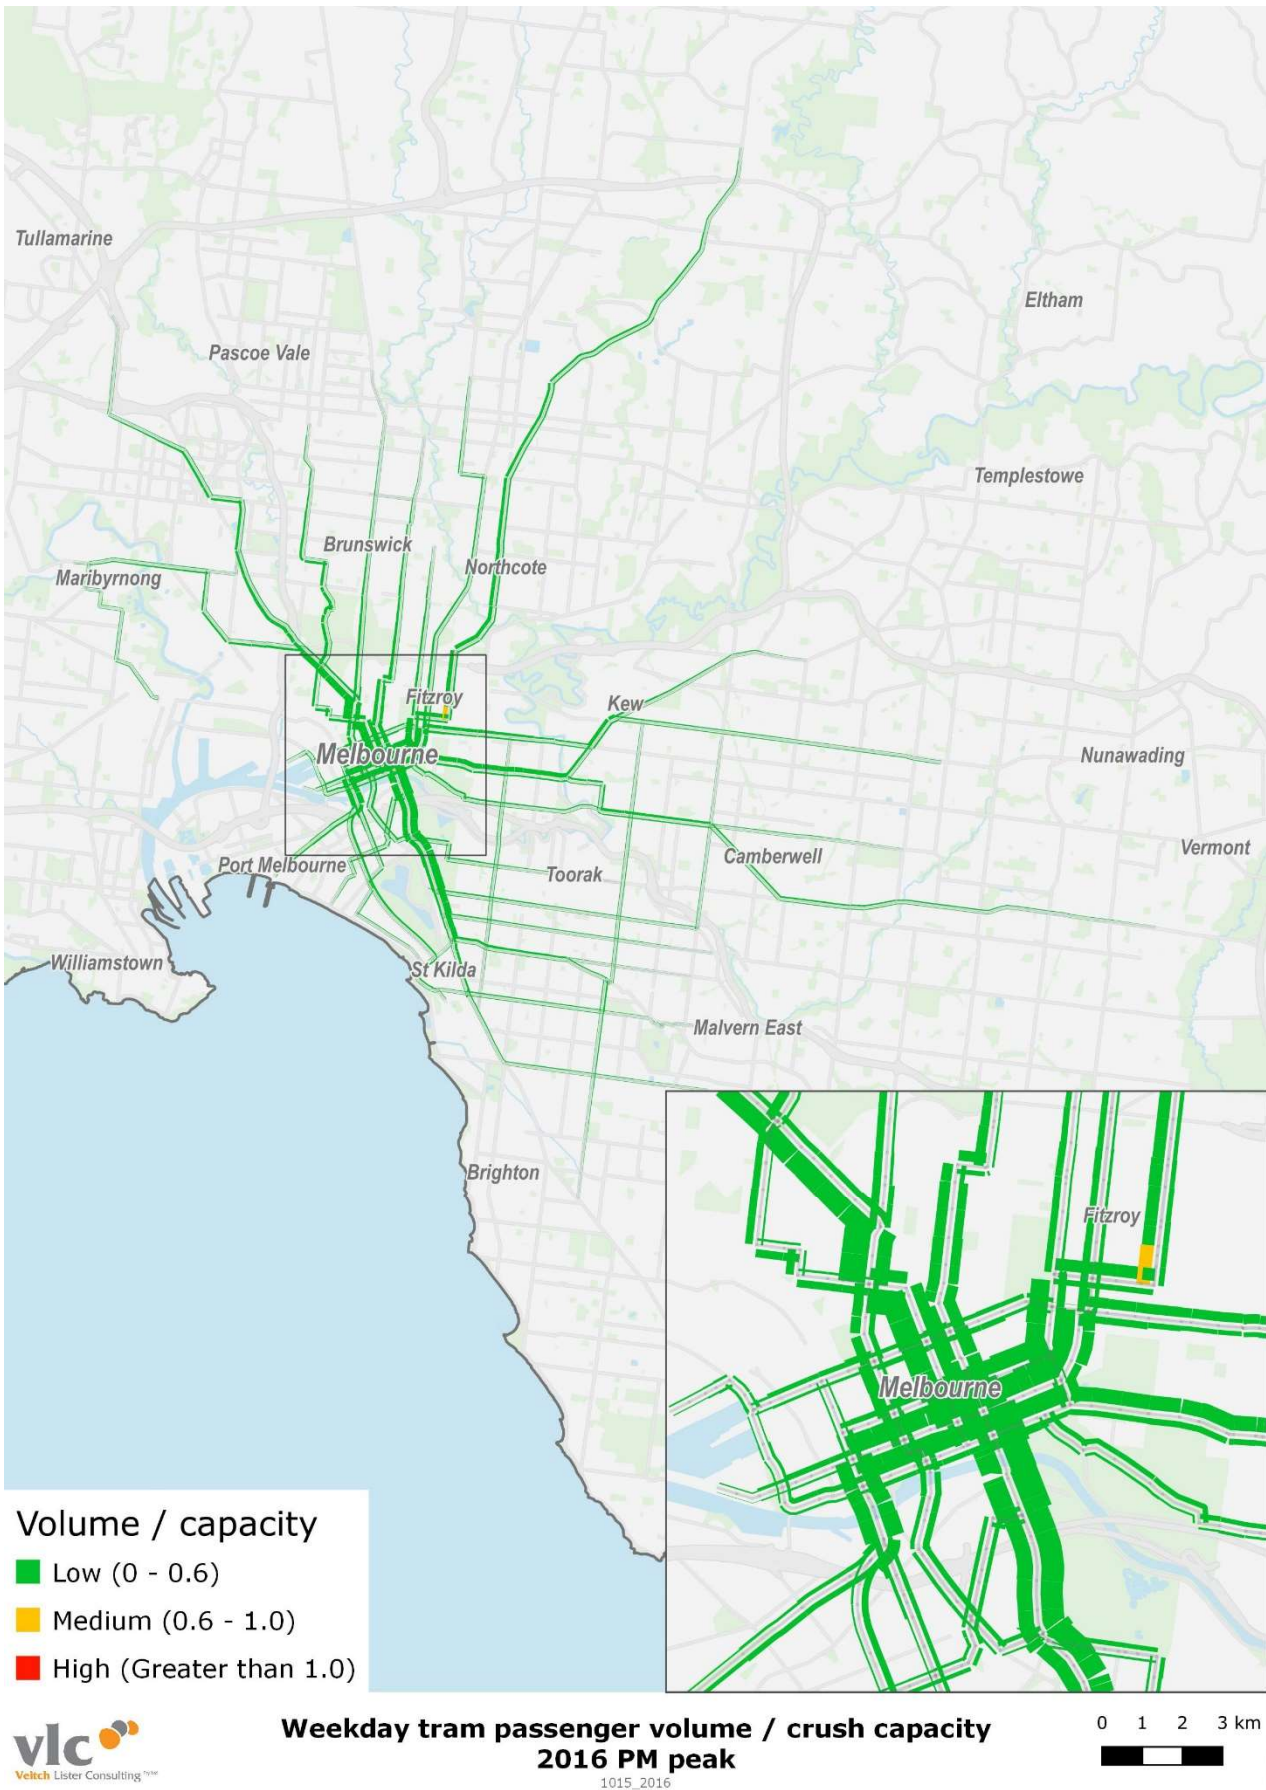 Tullamarine
Eltham
Pascoe Vale
Templestowe
Brunswick
Northcote
Maribyrnong
Fitzroy
Kew
Melbourne
Nunawading
Vermont
Camberwell
Port Melbourne
Toorak
Williamstown
St Kilda
Malvern East
Brighton
Fitzroy
Melbourne
Volume / capacity
Low (0 - 0.6)
Medium (0.6 - 1.0)
High (Greater than 1.0)
vlc
Veitch Lister Consulting
Weekday tram passenger volume / crush capacity
2016 PM peak
1015_2016
0 1 2 3 km